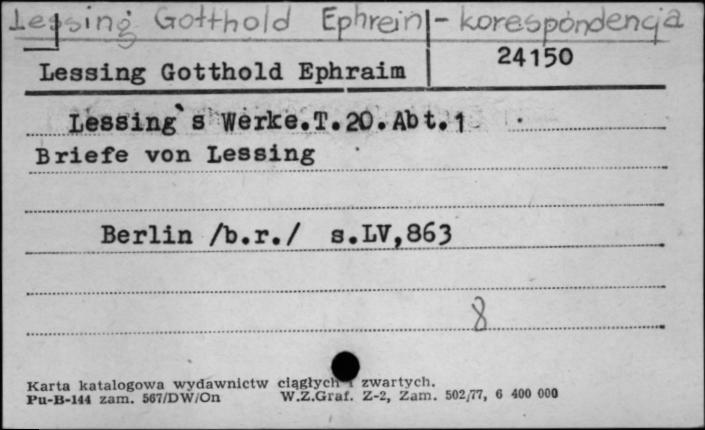 Lessing Gotthold Ephrein - korespondencja
Lessing Gotthold Ephraim 24150
Lessing`s Werke.T.20.Abt.1
Briefe von Lessing
Berlin /b.r./ s.LV,863
8
Karta katalogowa wydawnictw ciągłych i zwartych.
Pu-B-144 zam. 567/DW/On W.Z.Graf. Z-2, Zam. 502/77, 6 400 000